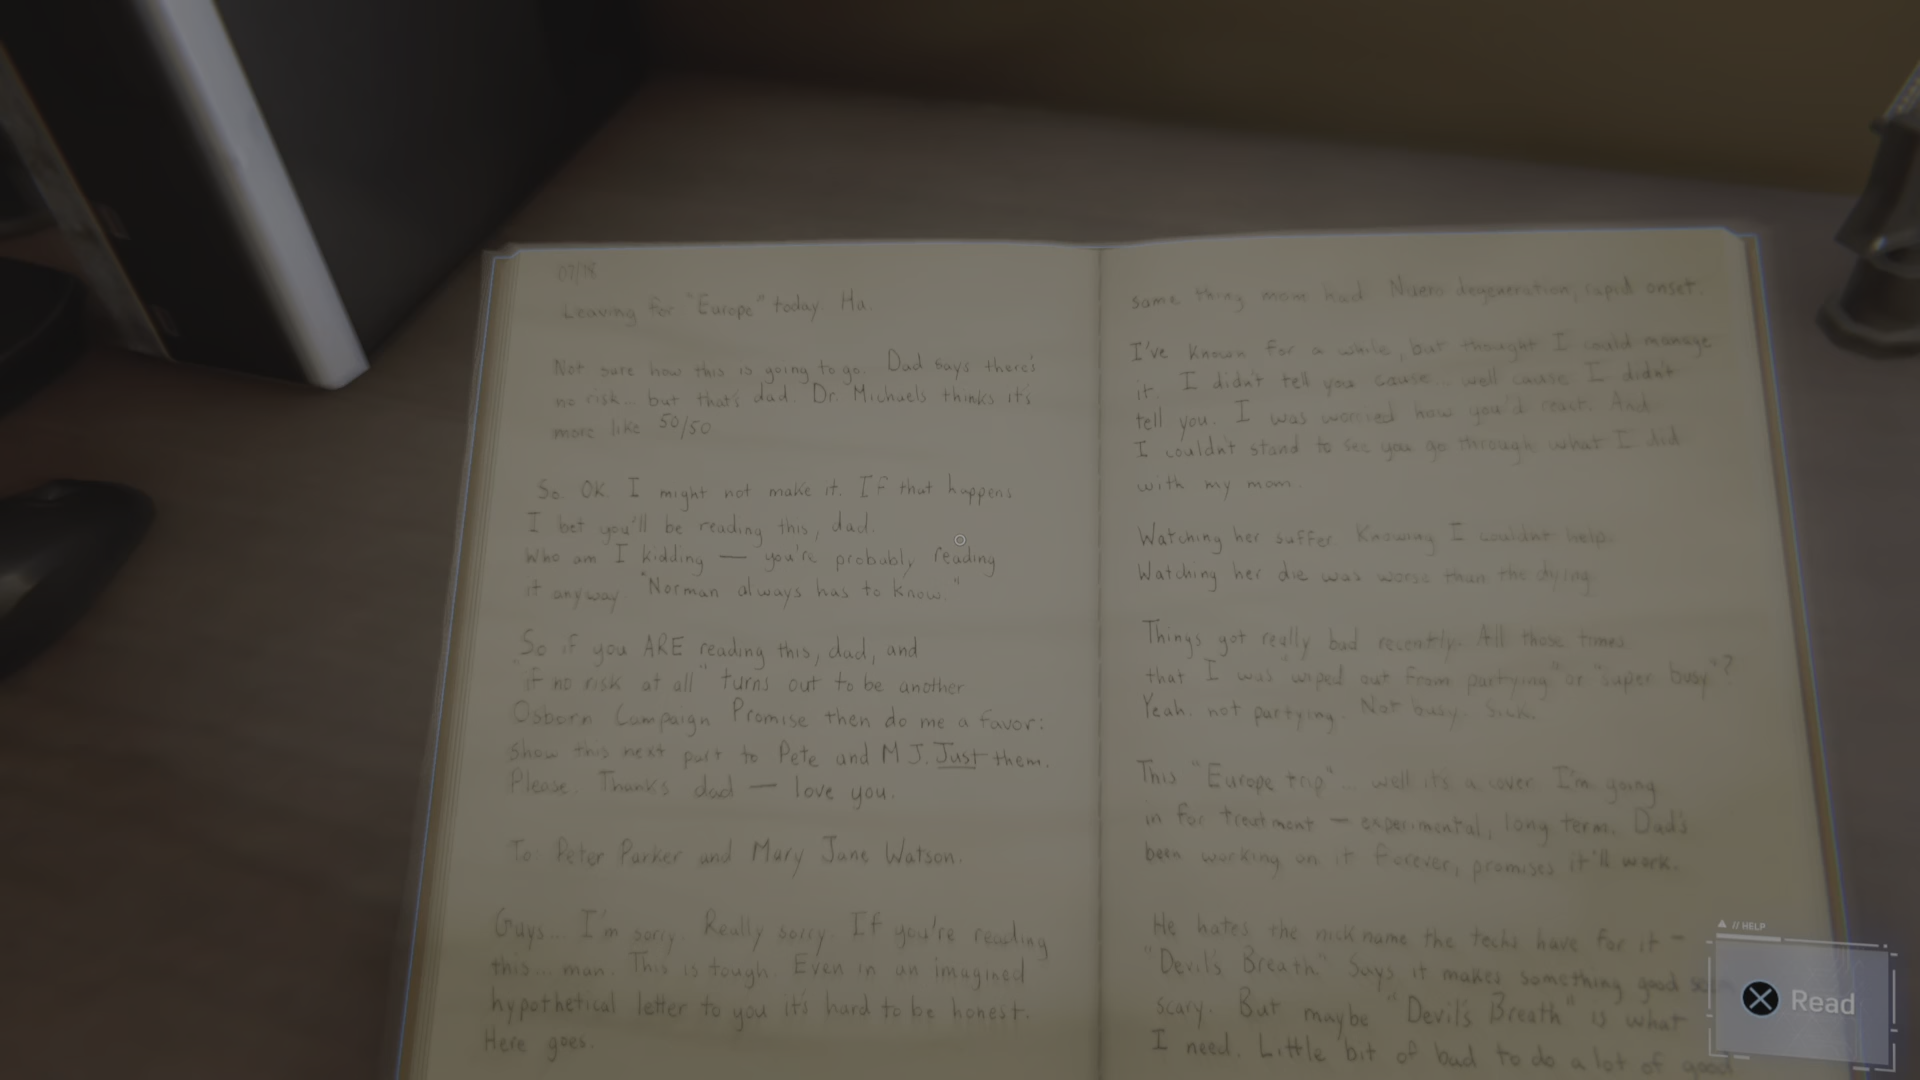 07/18
Leaving for "Europe" today. Ha.
Not sure how this is going to go. Dad says there's
no risk... but that's dad. Dr. Michaels thinks it's
more like 50/50
So. OK. I might not make it. If that happens
I bet you'll be reading this, dad.
Who am I kidding — you're probably reading
it anyway. "Norman always has to know."
So if you ARE reading this, dad, and
if "no risk at all" turns out to be another
Osborn Campaign Promise then do me a favor:
Show this next part to Pete and MJ. Just them.
Please. Thanks dad — love you.
To: Peter Parker and Mary Jane Watson.
Guys... I'm sorry. Really sorry. If you're reading
this... man. This is tough. Even in an imagined
hypothetical letter to you it's hard to be honest.
Here goes.
same thing mom had. Nuero degeneration, rapid onset.
I've known for a while, but thought I could manage
it. I didn't tell you cause.. well cause I didn't
tell you. I was worried how you'd react. And
I couldn't stand to see you go through what I did
with my mom.
Watching her suffer. Knowing I couldn't help.
Watching her die was worse than the dying.
Things got really bad recently. All those times
that I was "wiped out from partying" or "super busy"?
Yeah. not partying. Not busy. Sick.
This "Europe trip"... well it's a cover. I'm going
in for treatment — experimental, long term. Dad's
been working on it forever, promises it'll work.
He hates the nickname the techs have for it —
"Devil's Breath." Says it makes something good
scary. But maybe "Devil's Breath" is what
I need. Little bit of bad to do a lot of good
// HELP
Read